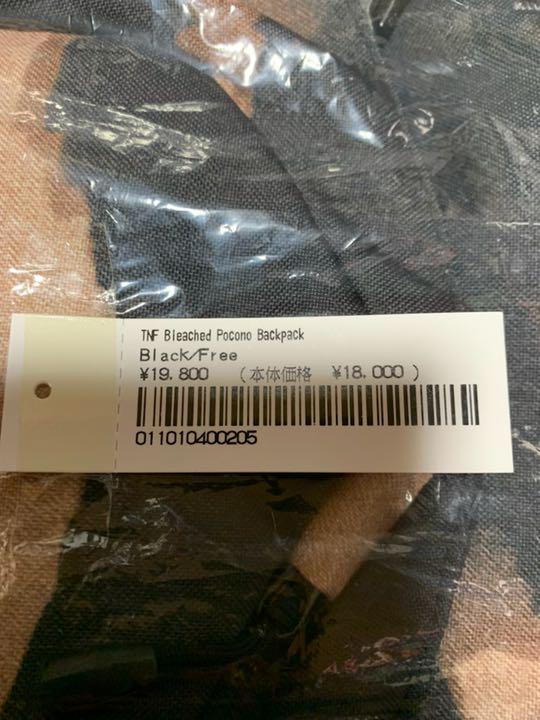 TNF Bleached Pocono Backpack
Black/Free
¥19,800 (本体価格 ¥18,000)
011010400205